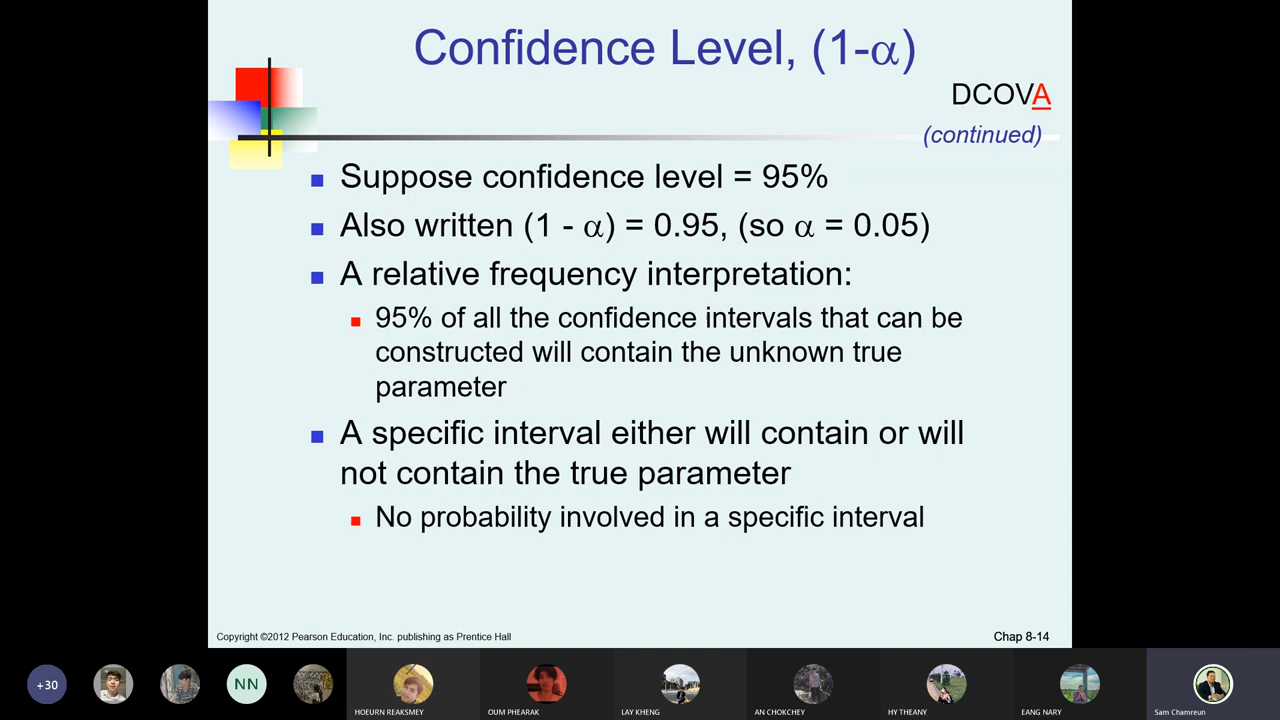 Confidence Level, (1-α)
DCOVA
(continued)
Suppose confidence level = 95%
Also written (1 - α) = 0.95, (so α = 0.05)
A relative frequency interpretation:
95% of all the confidence intervals that can be
constructed will contain the unknown true
parameter
A specific interval either will contain or will
not contain the true parameter
No probability involved in a specific interval
Copyright ©2012 Pearson Education, Inc. publishing as Prentice Hall
Chap 8-14
+30
NN
HOEURN REAKSMEY
OUM PHEARAK
LAY KHENG
AN CHOKCHEY
HY THEANY
EANG NARY
Sam Chamreun